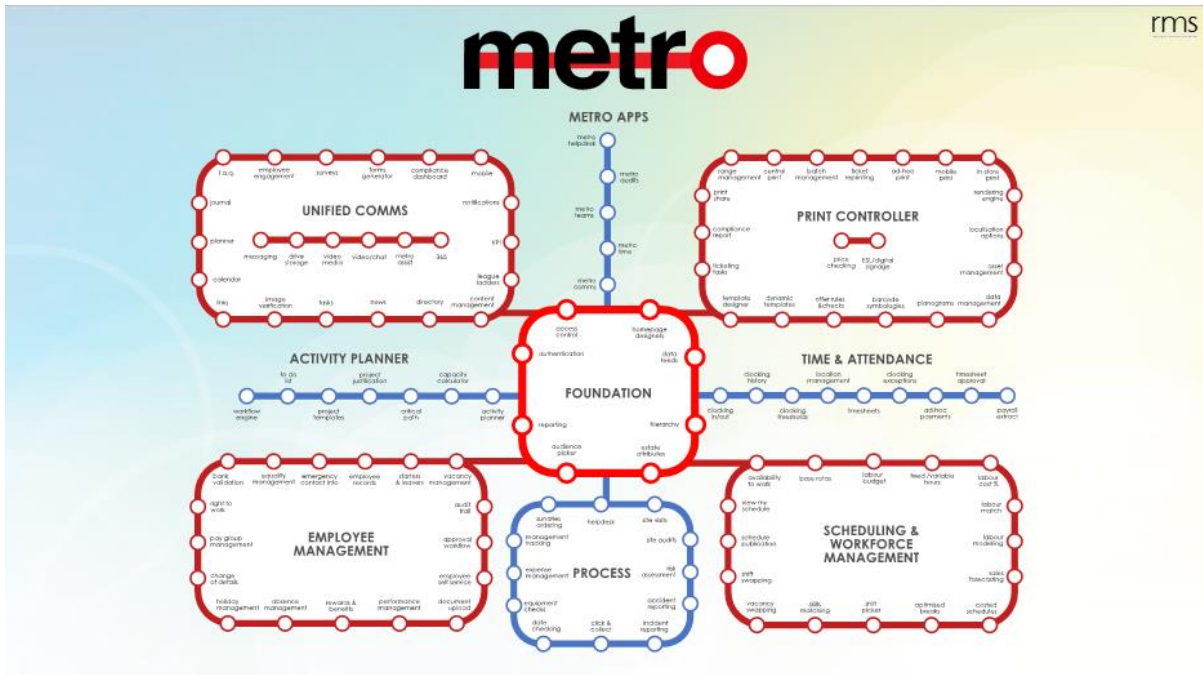 rms
metro
METRO APPS
metro
helpdesk
metro
audits
metro
teams
metro
time
metro
comms
f.a.q.
employee
engagement
surveys
forms
generator
compliance
dashboard
mobile
journal
notifications
UNIFIED COMMS
planner
KPI
messaging
drive
storage
video
media
video/chat
metro
assist
365
calendar
league
ladders
links
image
verification
tasks
news
directory
content
management
range
management
central
print
batch
management
ticket
reprinting
ad-hoc
print
mobile
print
in-store
print
print
share
rendering
engine
PRINT CONTROLLER
compliance
report
localisation
options
price
checking
ESL/digital
signage
ticketing
tasks
asset
management
template
designer
dynamic
templates
offer rules
& checks
barcode
symbologies
planograms
data
management
access
control
homepage
designers
authentication
data
feeds
FOUNDATION
reporting
hierarchy
audience
picker
estate
attributes
ACTIVITY PLANNER
to do
list
project
justification
capacity
calculator
workflow
engine
project
templates
critical
path
activity
planner
TIME & ATTENDANCE
clocking
history
location
management
clocking
exceptions
timesheet
approval
clocking
in/out
clocking
thresholds
timesheets
ad-hoc
payments
payroll
extract
bank
validation
equality
management
emergency
contact info
employee
records
starters
& leavers
vacancy
management
right to
work
audit
trail
EMPLOYEE
MANAGEMENT
pay group
management
approval
workflow
change
of details
employee
self service
holiday
management
absence
management
rewards &
benefits
performance
management
document
upload
sundries
ordering
helpdesk
site visits
management
tracking
site audits
PROCESS
expense
management
risk
assessment
equipment
checks
accident
reporting
date
checking
click &
collect
incident
reporting
availability
to work
base rotas
labour
budget
fixed/variable
hours
labour
cost %
view my
schedule
labour
match
SCHEDULING &
WORKFORCE
MANAGEMENT
schedule
publication
labour
modelling
shift
swapping
sales
forecasting
vacancy
swapping
skills
matching
shift
picker
optimised
breaks
costed
schedules